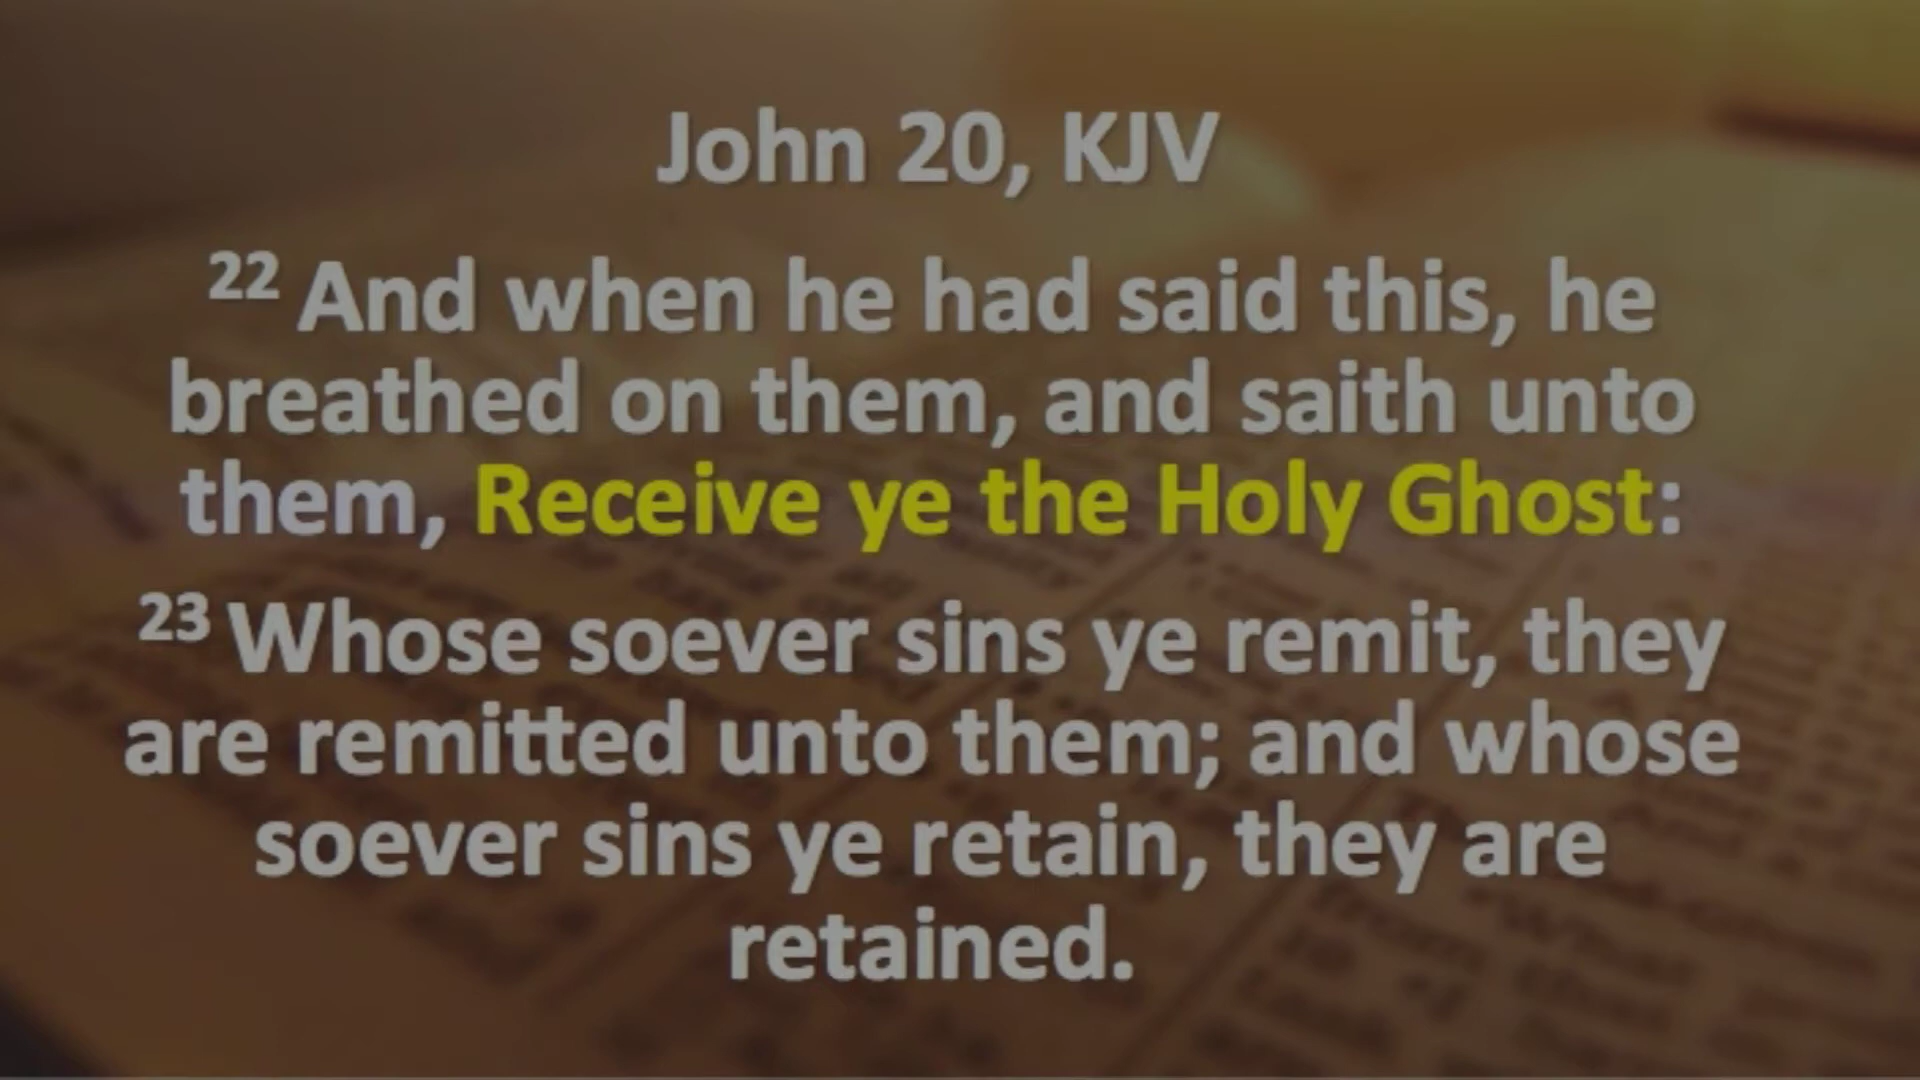 John 20, KJV
22 And when he had said this, he
breathed on them, and saith unto
them, Receive ye the Holy Ghost:
23 Whose soever sins ye remit, they
are remitted unto them; and whose
soever sins ye retain, they are
retained.